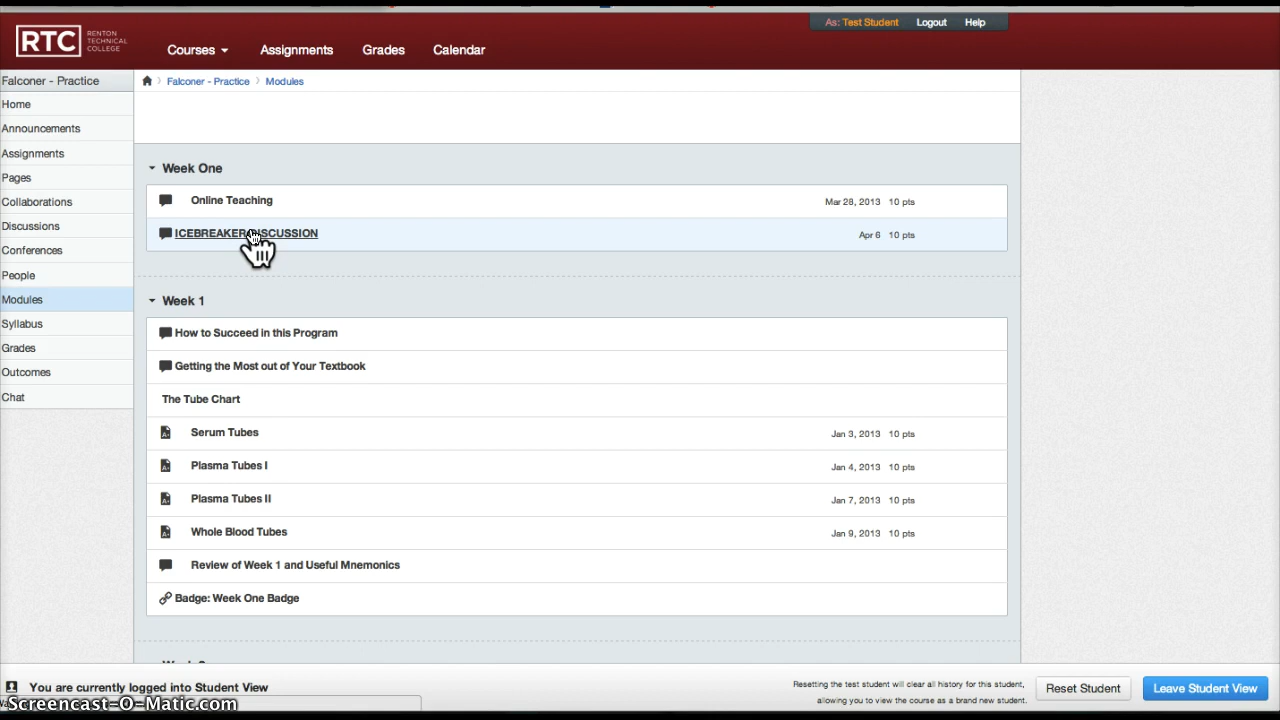 As: Test Student Logout Help
RTC RENTON TECHNICAL COLLEGE
Courses Assignments Grades Calendar
Falconer - Practice
Falconer - Practice Modules
Home
Announcements
Assignments
Pages
Collaborations
Discussions
Conferences
People
Modules
Syllabus
Grades
Outcomes
Chat
Week One
Online Teaching Mar 28, 2013 10 pts
ICEBREAKER DISCUSSION Apr 6 10 pts
Week 1
How to Succeed in this Program
Getting the Most out of Your Textbook
The Tube Chart
Serum Tubes Jan 3, 2013 10 pts
Plasma Tubes I Jan 4, 2013 10 pts
Plasma Tubes II Jan 7, 2013 10 pts
Whole Blood Tubes Jan 9, 2013 10 pts
Review of Week 1 and Useful Mnemonics
Badge: Week One Badge
You are currently logged into Student View
Resetting the test student will clear all history for this student,
allowing you to view the course as a brand new student.
Reset Student
Leave Student View
Screencast-O-Matic.com